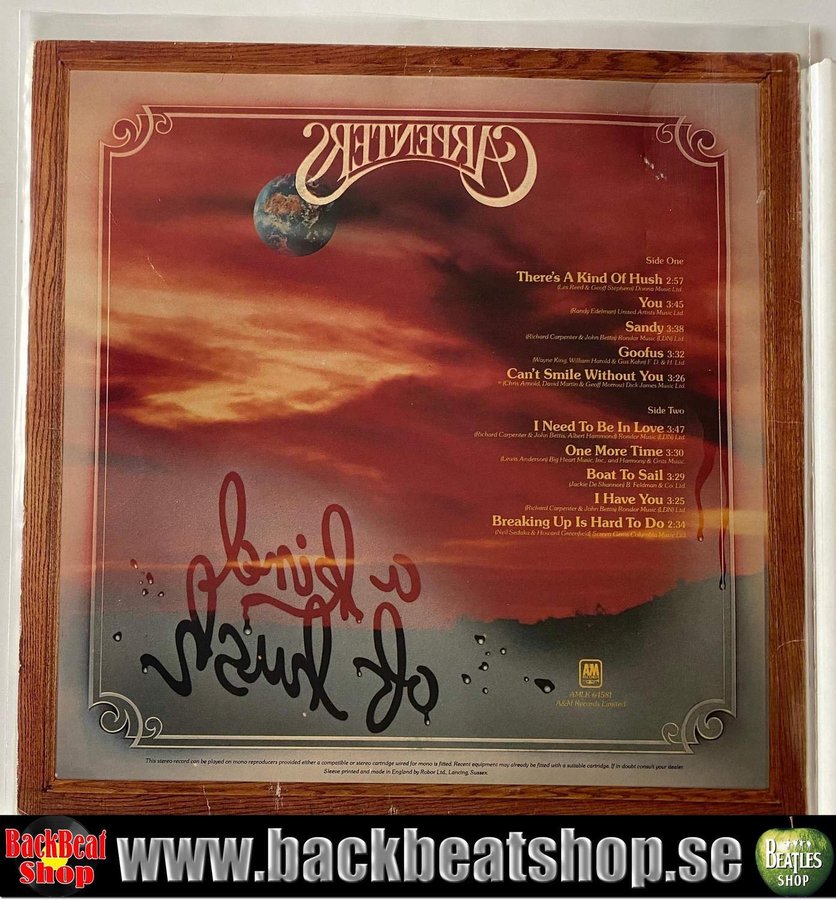 CARPENTERS
Side One
There's A Kind Of Hush 2:57
(Les Reed & Geoff Stephens) Donna Music Ltd.
You 3:45
(Randy Edelman) United Artists Music Ltd.
Sandy 3:38
(Richard Carpenter & John Bettis) Rondor Music (LDN) Ltd.
Goofus 3:32
(Wayne King, William Harold & Gus Kahn) F. D. & H. Ltd.
Can't Smile Without You 3:26
(Chris Arnold, David Martin & Geoff Morrow) Dick James Music Ltd.
Side Two
I Need To Be In Love 3:47
(Richard Carpenter & John Bettis, Albert Hammond) Rondor Music (LDN) Ltd.
One More Time 3:30
(Lewis Anderson) Big Heart Music, Inc., and Harmony & Grits Music.
Boat To Sail 3:29
(Jackie De Shannon) B. Feldman & Co. Ltd.
I Have You 3:25
(Richard Carpenter & John Bettis) Rondor Music (LDN) Ltd.
Breaking Up Is Hard To Do 2:34
(Neil Sedaka & Howard Greenfield) Screen Gems Columbia Music Ltd.
a kind
of hush
A&M
RECORDS
AMLK 64581
A&M Records Limited
This stereo record can be played on mono reproducers provided either a compatible or stereo cartridge wired for mono is fitted. Recent equipment may already be fitted with a suitable cartridge. If in doubt consult your dealer.
Sleeve printed and made in England by Robor Ltd., Lancing, Sussex.
BackBeat
Shop
www.backbeatshop.se
BEATLES
SHOP